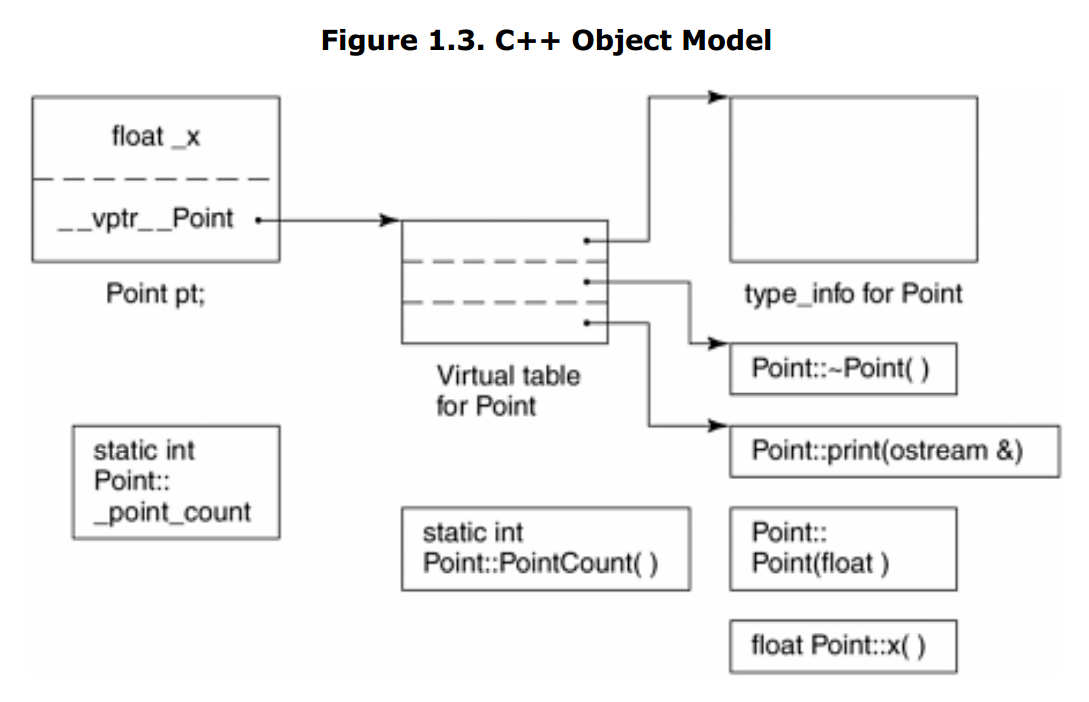 Figure 1.3. C++ Object Model
float _x
__vptr__Point
Point pt;
type_info for Point
Virtual table
for Point
Point::~Point( )
Point::print(ostream &)
static int
Point::
_point_count
static int
Point::PointCount( )
Point::
Point(float )
float Point::x( )